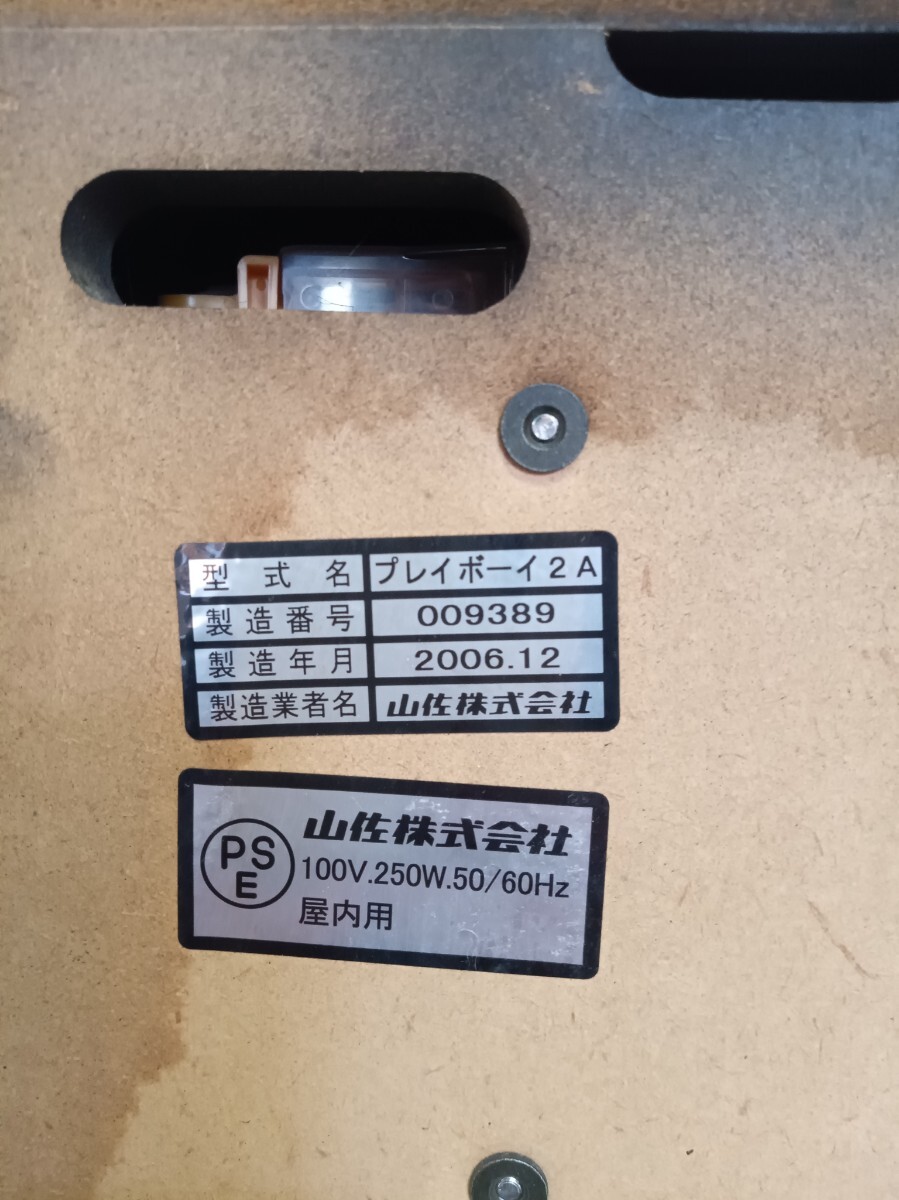 型式名 プレイボーイ2A
製造番号 009389
製造年月 2006.12
製造業者名 山佐株式会社
山佐株式会社
PS
E
100V.250W.50/60Hz
屋内用